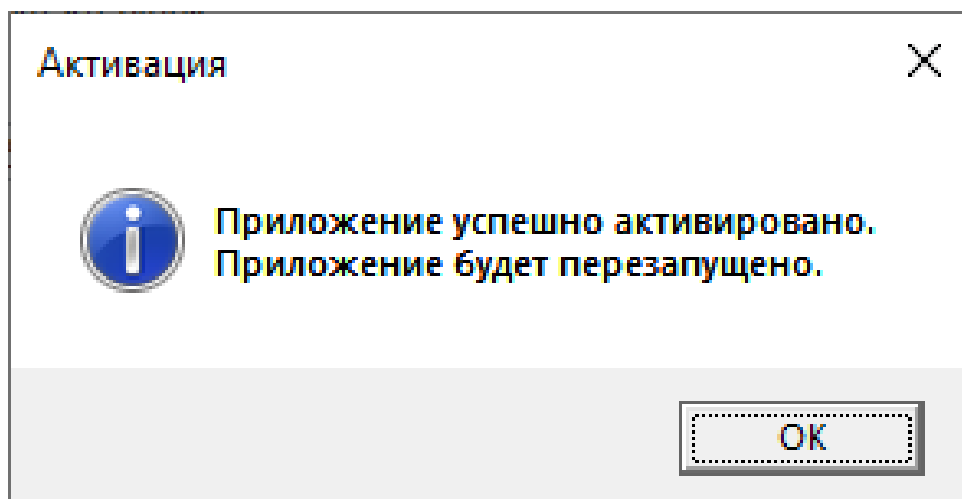 Активация
Приложение успешно активировано.
Приложение будет перезапущено.
OK